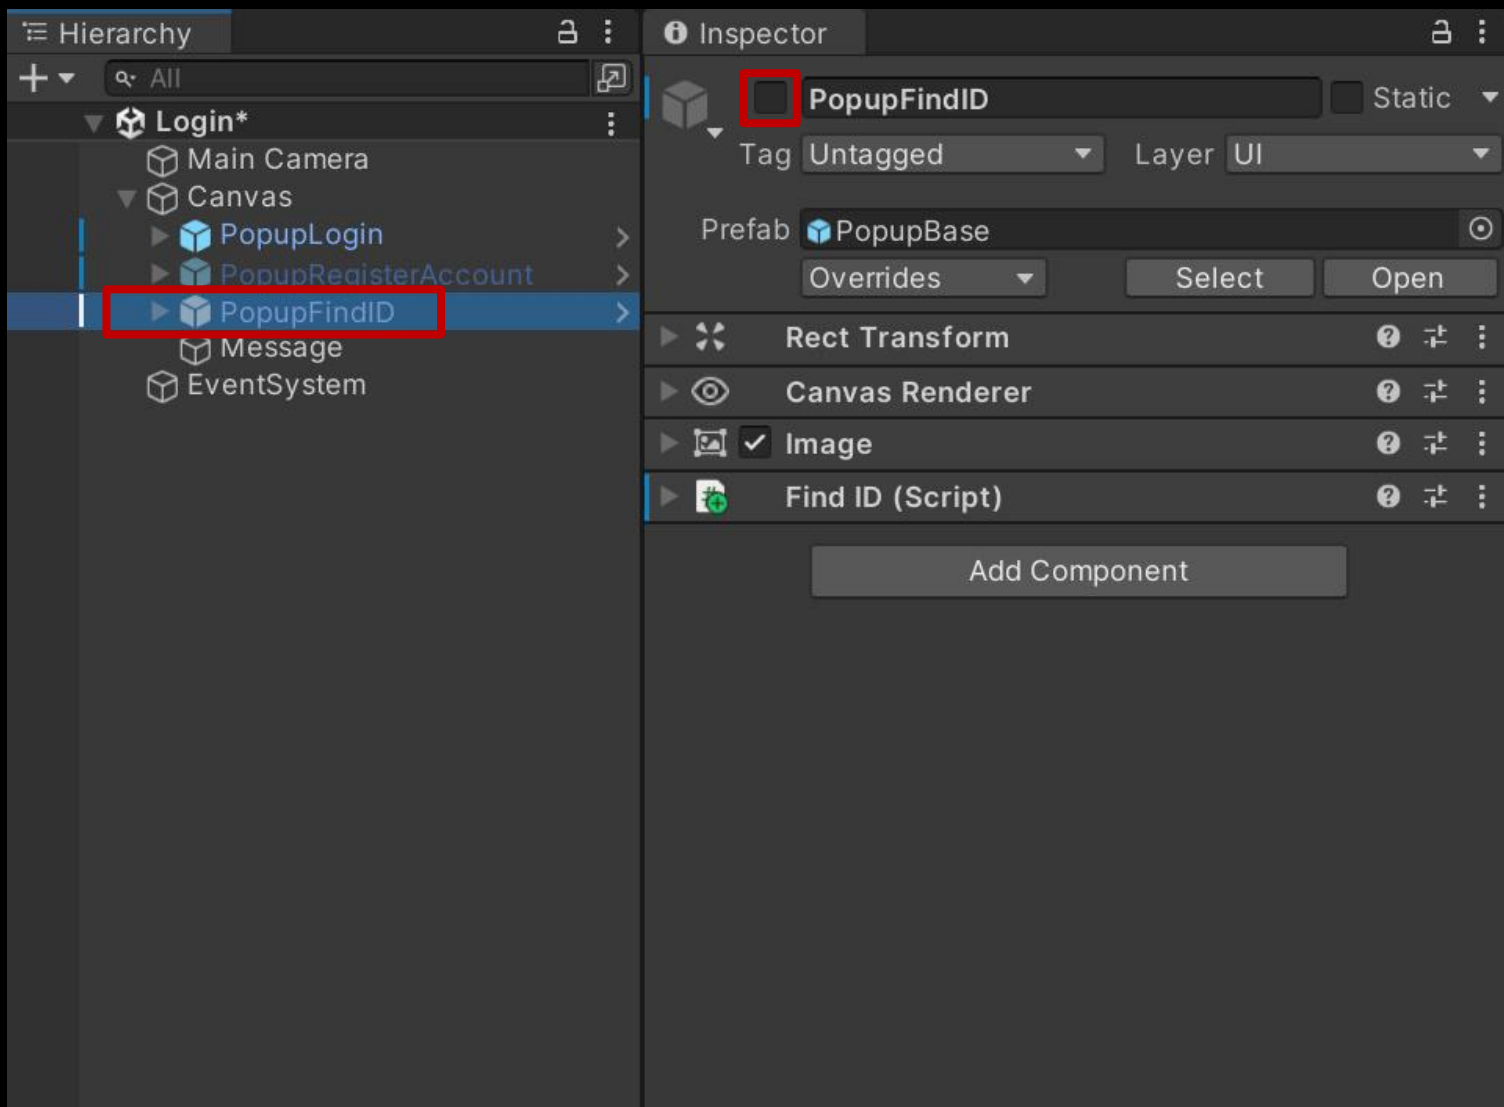 Hierarchy
All
Login*
Main Camera
Canvas
PopupLogin
PopupRegisterAccount
PopupFindID
Message
EventSystem
Inspector
PopupFindID
Static
Tag Untagged
Layer UI
Prefab PopupBase
Overrides
Select
Open
Rect Transform
Canvas Renderer
Image
Find ID (Script)
Add Component